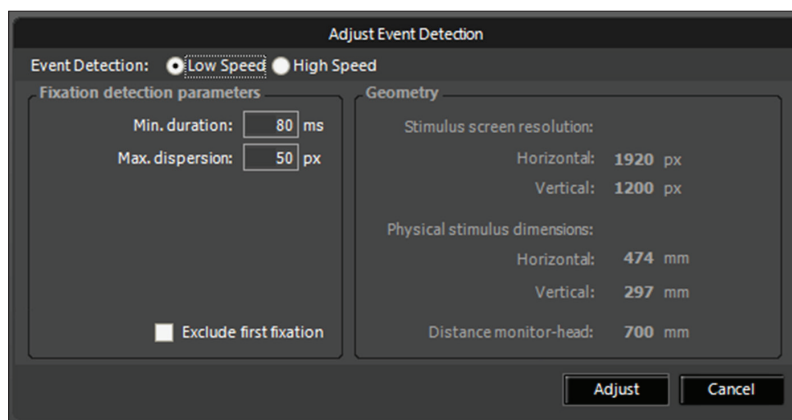 Adjust Event Detection
Event Detection: Low Speed High Speed
Fixation detection parameters
Min. duration: 80 ms
Max. dispersion: 50 px
Exclude first fixation
Geometry
Stimulus screen resolution:
Horizontal: 1920 px
Vertical: 1200 px
Physical stimulus dimensions:
Horizontal: 474 mm
Vertical: 297 mm
Distance monitor-head: 700 mm
Adjust Cancel